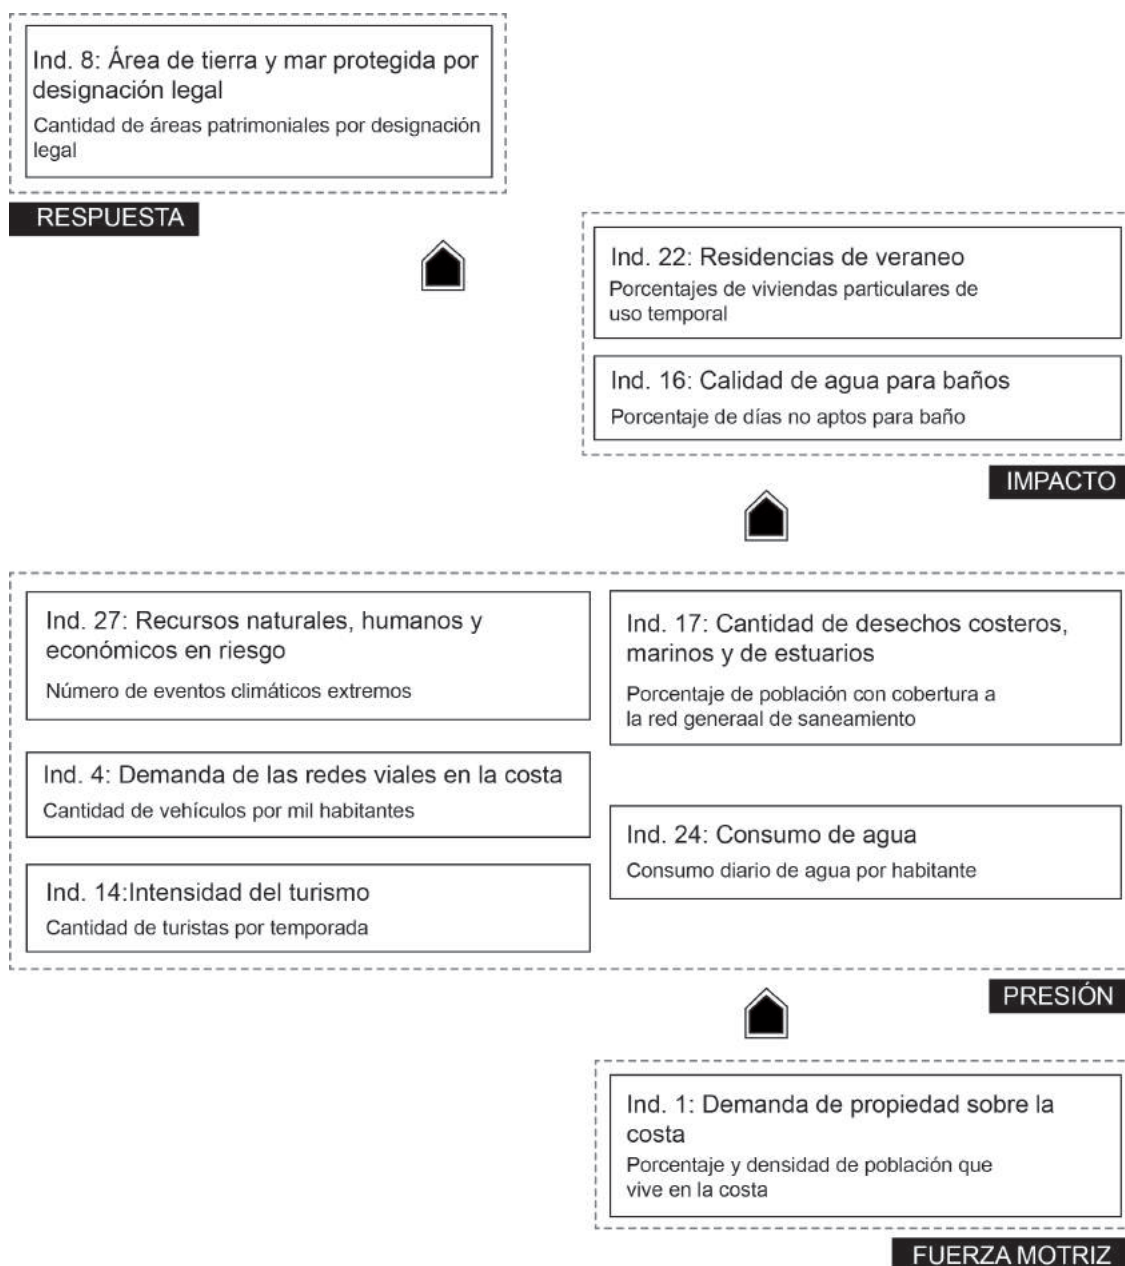 Ind. 8: Área de tierra y mar protegida por
designación legal
Cantidad de áreas patrimoniales por designación
legal
RESPUESTA
Ind. 22: Residencias de veraneo
Porcentajes de viviendas particulares de
uso temporal
Ind. 16: Calidad de agua para baños
Porcentaje de días no aptos para baño
IMPACTO
Ind. 27: Recursos naturales, humanos y
económicos en riesgo
Número de eventos climáticos extremos
Ind. 4: Demanda de las redes viales en la costa
Cantidad de vehículos por mil habitantes
Ind. 14:Intensidad del turismo
Cantidad de turistas por temporada
Ind. 17: Cantidad de desechos costeros,
marinos y de estuarios
Porcentaje de población con cobertura a
la red generaal de saneamiento
Ind. 24: Consumo de agua
Consumo diario de agua por habitante
PRESIÓN
Ind. 1: Demanda de propiedad sobre la
costa
Porcentaje y densidad de población que
vive en la costa
FUERZA MOTRIZ